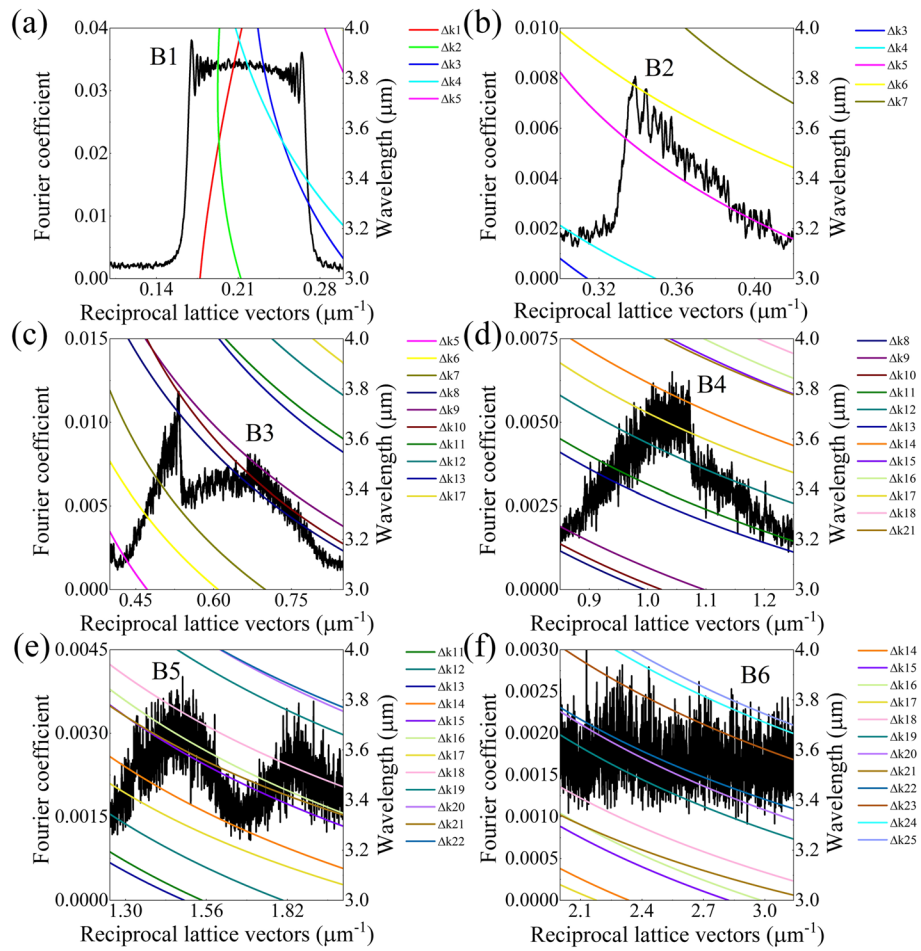 (a)
Fourier coefficient
0.04
0.03
0.02
0.01
0.00
B1
0.14
0.21
0.28
Reciprocal lattice vectors (μm⁻¹)
4.0
3.8
3.6
3.4
3.2
3.0
Wavelength (μm)
Δk1
Δk2
Δk3
Δk4
Δk5
(b)
Fourier coefficient
0.010
0.008
0.006
0.004
0.002
0.000
B2
0.32
0.36
0.40
Reciprocal lattice vectors (μm⁻¹)
4.0
3.8
3.6
3.4
3.2
3.0
Wavelength (μm)
Δk3
Δk4
Δk5
Δk6
Δk7
(c)
Fourier coefficient
0.015
0.010
0.005
0.000
B3
0.45
0.60
0.75
Reciprocal lattice vectors (μm⁻¹)
4.0
3.8
3.6
3.4
3.2
3.0
Wavelength (μm)
Δk5
Δk6
Δk7
Δk8
Δk9
Δk10
Δk11
Δk12
Δk13
Δk17
(d)
Fourier coefficient
0.0075
0.0050
0.0025
0.0000
B4
0.9
1.0
1.1
1.2
Reciprocal lattice vectors (μm⁻¹)
4.0
3.8
3.6
3.4
3.2
3.0
Wavelength (μm)
Δk8
Δk9
Δk10
Δk11
Δk12
Δk13
Δk14
Δk15
Δk16
Δk17
Δk18
Δk21
(e)
Fourier coefficient
0.0045
0.0030
0.0015
0.0000
B5
1.30
1.56
1.82
Reciprocal lattice vectors (μm⁻¹)
4.0
3.8
3.6
3.4
3.2
3.0
Wavelength (μm)
Δk11
Δk12
Δk13
Δk14
Δk15
Δk16
Δk17
Δk18
Δk19
Δk20
Δk21
Δk22
(f)
Fourier coefficient
0.0030
0.0025
0.0020
0.0015
0.0010
0.0005
0.0000
B6
2.1
2.4
2.7
3.0
Reciprocal lattice vectors (μm⁻¹)
4.0
3.8
3.6
3.4
3.2
3.0
Wavelength (μm)
Δk14
Δk15
Δk16
Δk17
Δk18
Δk19
Δk20
Δk21
Δk22
Δk23
Δk24
Δk25